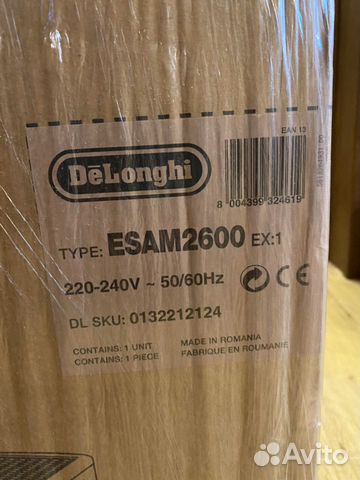 EAN 13
DeLonghi
8 004399 324619
TYPE: ESAM2600 EX:1
220-240V ~ 50/60Hz
CE
DL SKU: 0132212124
CONTAINS: 1 UNIT
CONTAINS: 1 PIECE
MADE IN ROMANIA
FABRIQUE EN ROUMANIE
Avito